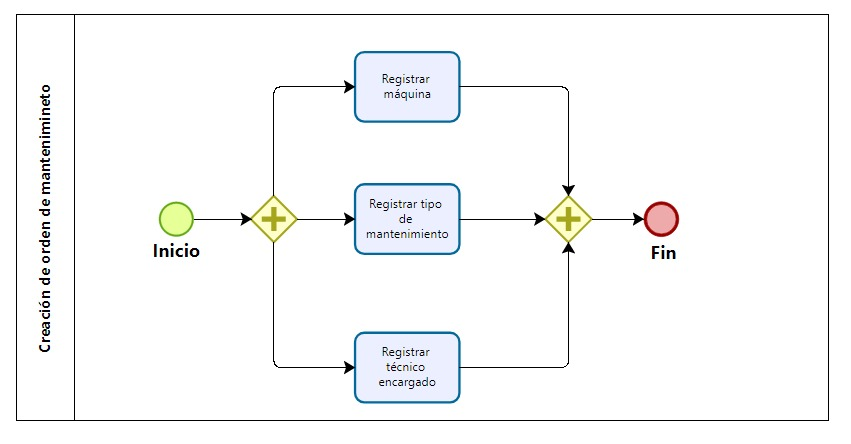 Creación de orden de mantenimineto
Registrar
máquina
Registrar tipo
de
mantenimiento
Inicio
Fin
Registrar
técnico
encargado